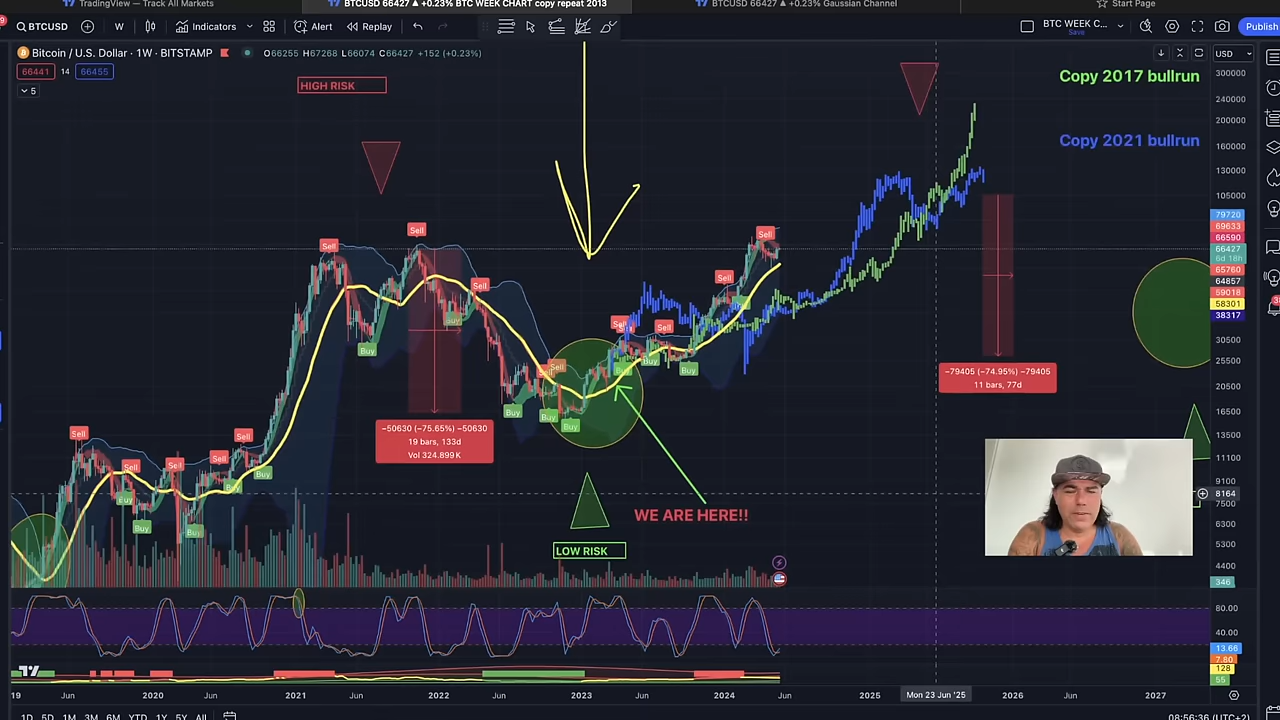 TradingView — Track All Markets
BTCUSD 66427 ▲ +0.23% BTC WEEK CHART copy repeat 2013
BTCUSD 66427 ▲ +0.23% Gaussian Channel
Start Page
BTCUSD
W
Indicators
Alert
Replay
BTC WEEK C...
Save
Publish
Bitcoin / U.S. Dollar · 1W · BITSTAMP
O66255 H67268 L66074 C66427 +152 (+0.23%)
USD
66441 14 66455
5
HIGH RISK
Copy 2017 bullrun
Copy 2021 bullrun
300000
240000
200000
160000
130000
105000
79720
69633
66590
66427
6d 18h
65760
64857
59018
58301
38317
30500
25500
20500
16500
13500
11100
9100
8164
7500
6300
5300
4400
346
Sell
Sell
Sell
Sell
Sell
Sell
Sell
Sell
Sell
Sell
Sell
Sell
Sell
Sell
Buy
Buy
Buy
Buy
Buy
Buy
Buy
Buy
Buy
Buy
Buy
Buy
Buy
−50630 (−75.65%) −50630
19 bars, 133d
Vol 324.899 K
−79405 (−74.95%) −79405
11 bars, 77d
WE ARE HERE!!
LOW RISK
80.00
40.00
13.66
7.80
128
55
19 Jun 2020 Jun 2021 Jun 2022 Jun 2023 Jun 2024 Jun 2025 Mon 23 Jun '25 2026 Jun 2027
1D 5D 1M 3M 6M YTD 1Y 5Y All
08:56:36 (UTC+2)